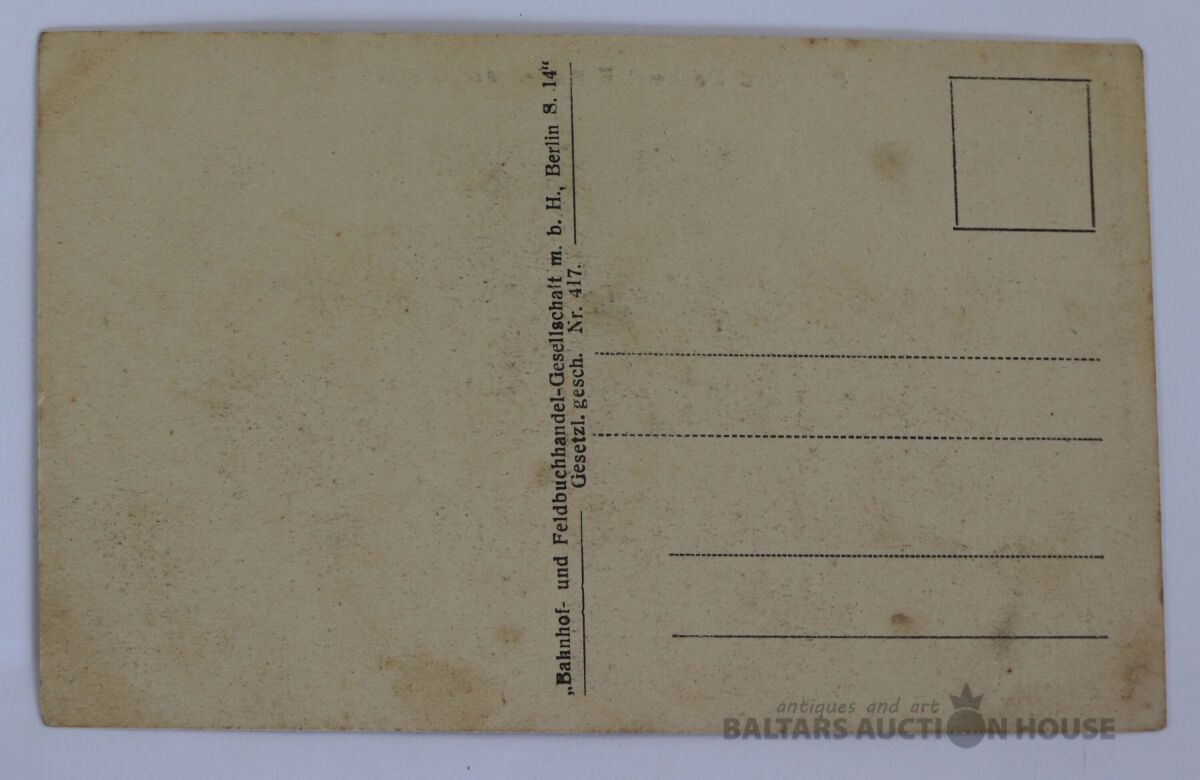 „Bahnhof- und Feldbuchhandel-Gesellschaft m. b. H., Berlin S. 14“
Gesetzl. gesch. Nr. 417.
antiques and art
BALTARS AUCTION HOUSE